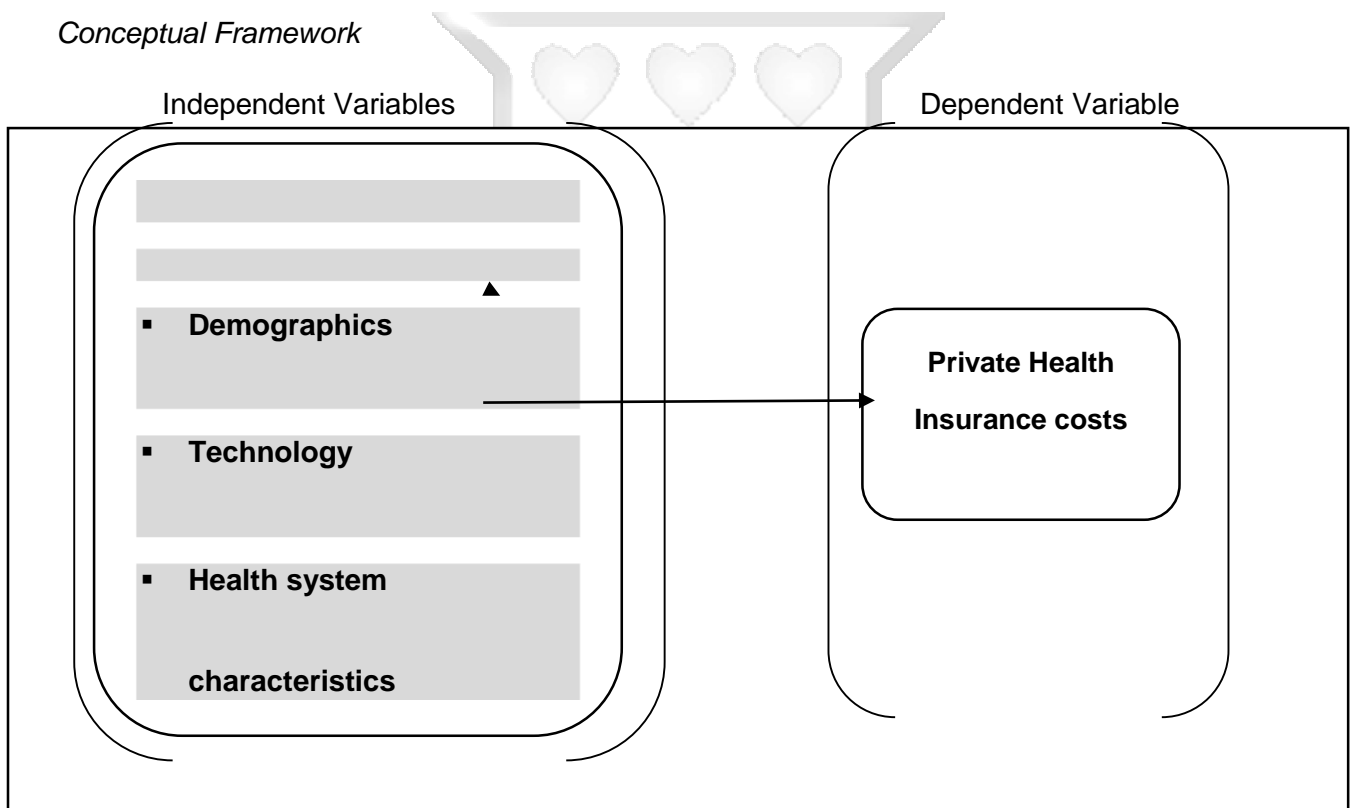 Conceptual Framework
Independent Variables
Dependent Variable
▪ Demographics
▪ Technology
▪ Health system
characteristics
Private Health
Insurance costs